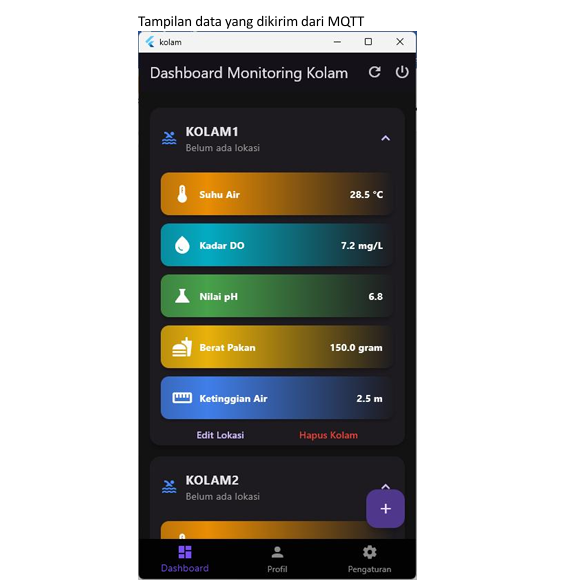 Tampilan data yang dikirim dari MQTT
kolam
Dashboard Monitoring Kolam
KOLAM1
Belum ada lokasi
Suhu Air 28.5 °C
Kadar DO 7.2 mg/L
Nilai pH 6.8
Berat Pakan 150.0 gram
Ketinggian Air 2.5 m
Edit Lokasi Hapus Kolam
KOLAM2
Belum ada lokasi
+
Dashboard Profil Pengaturan